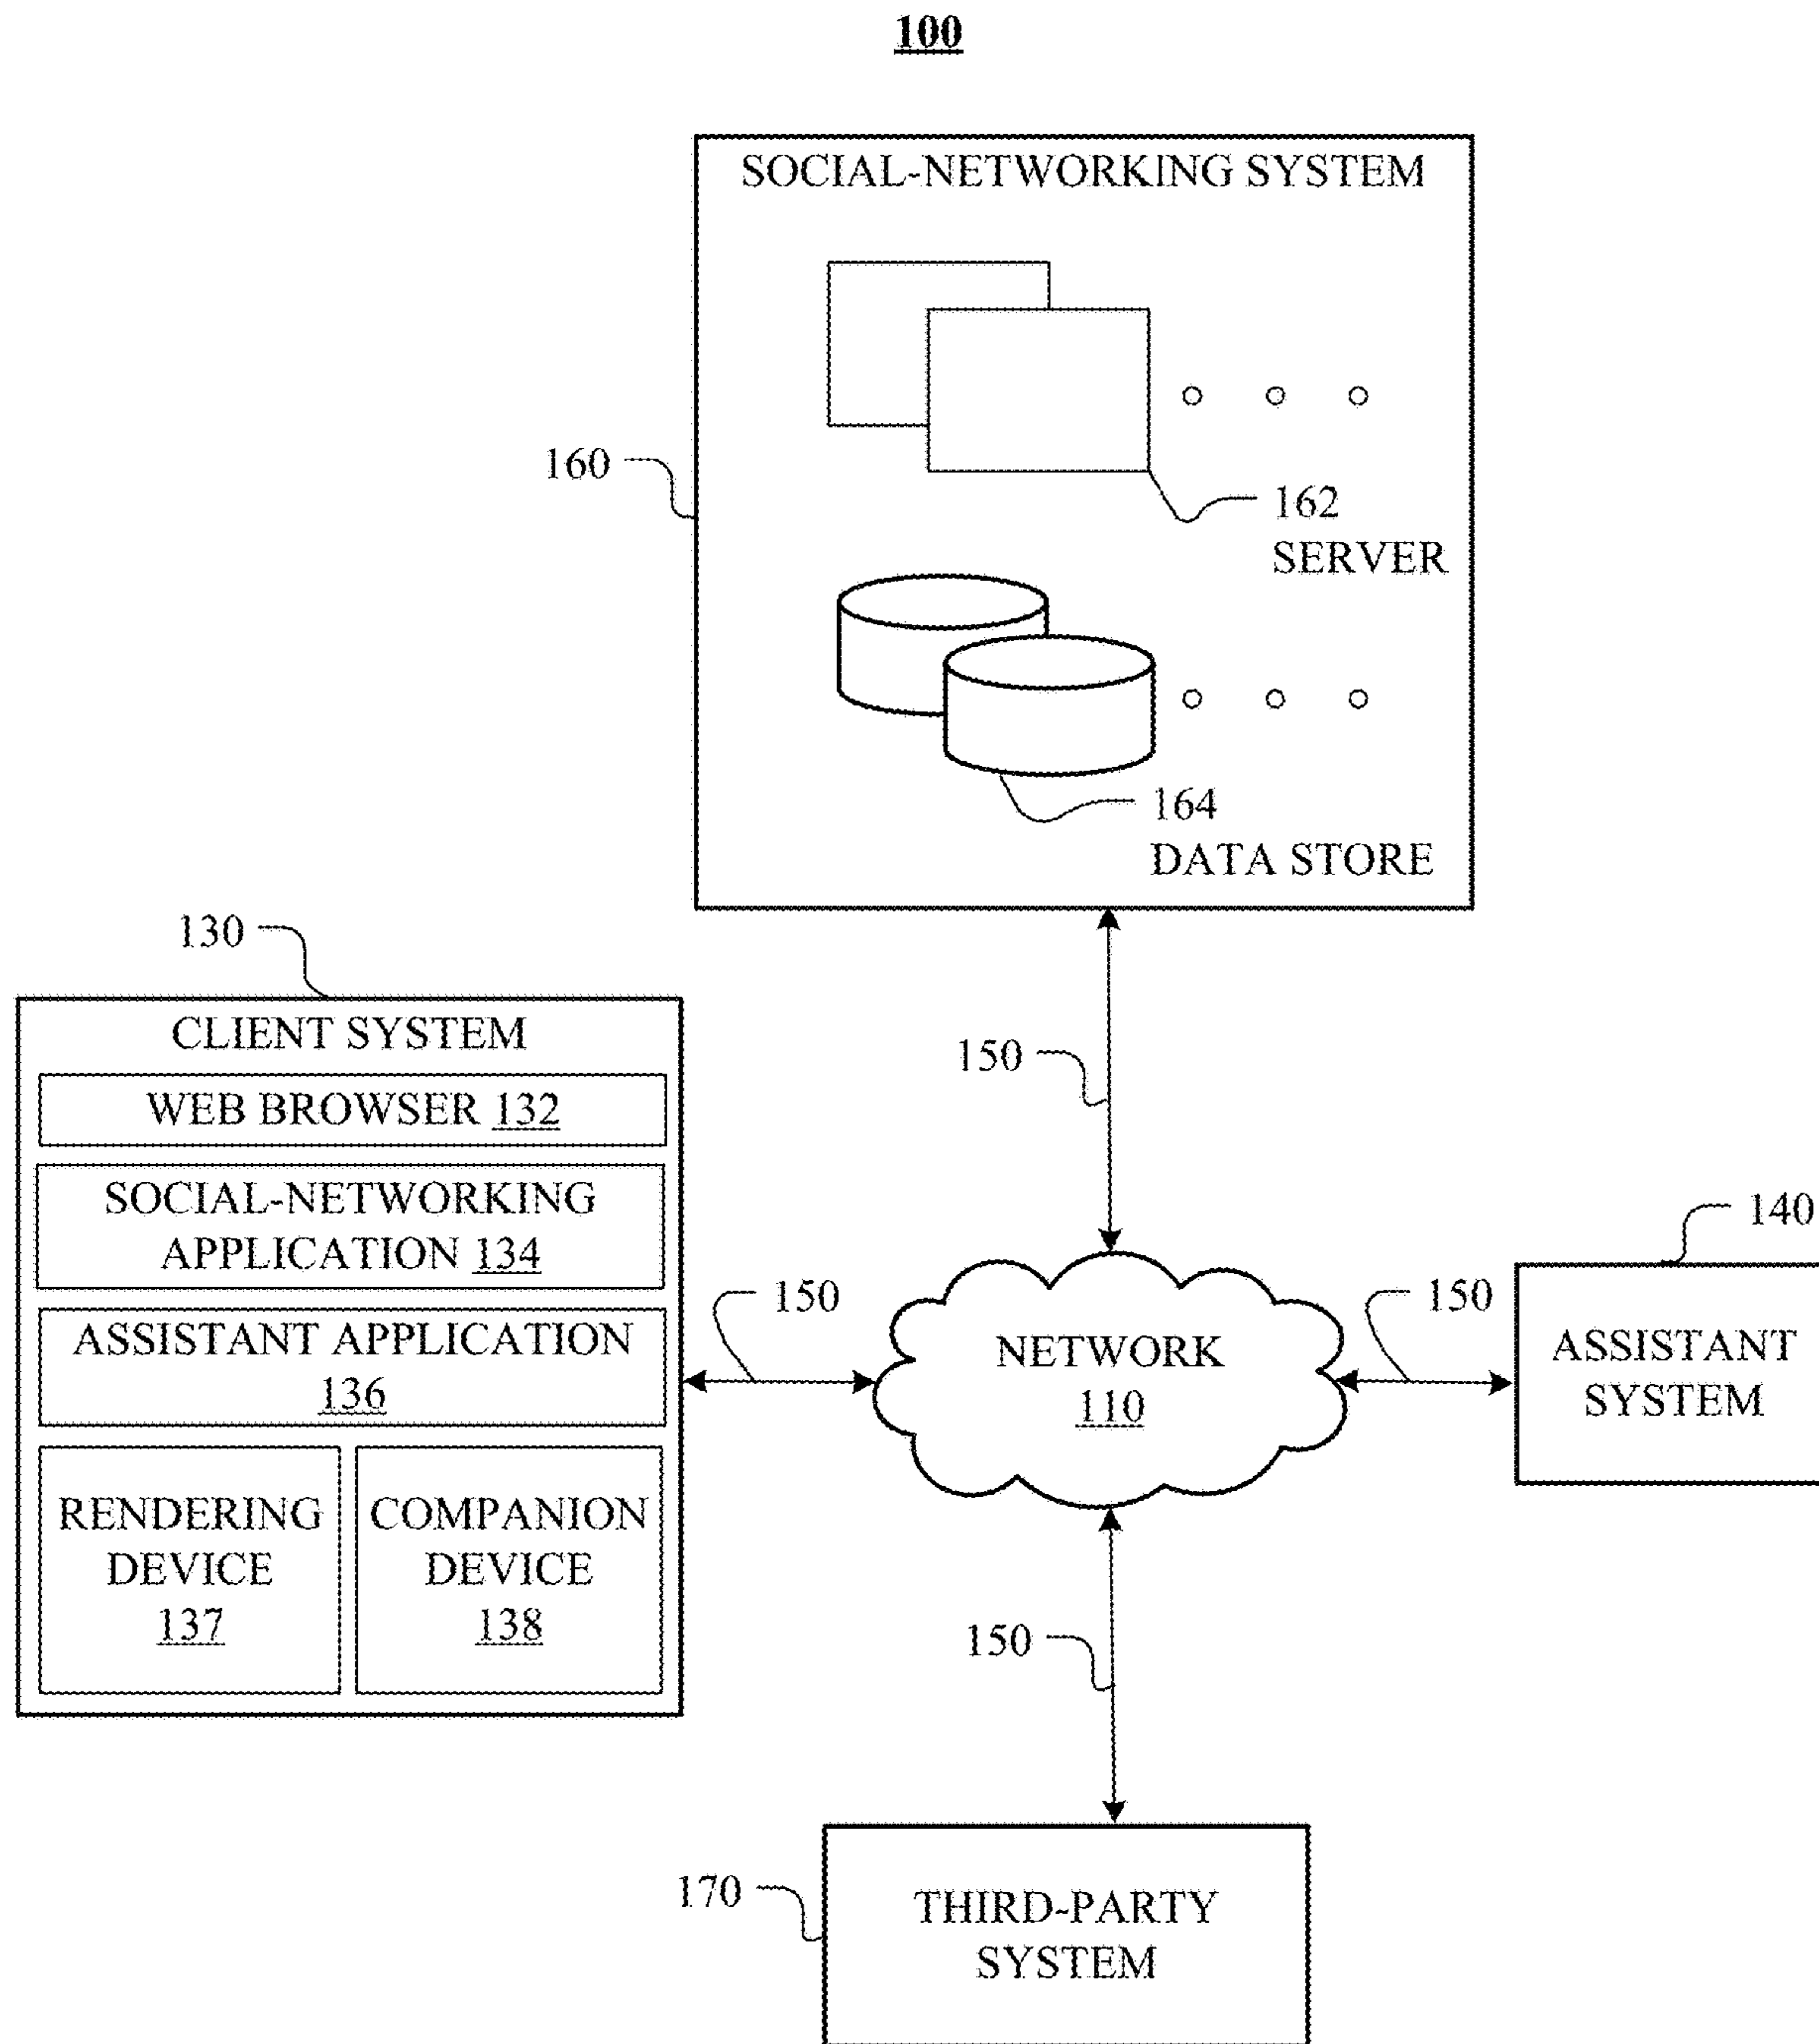 100
SOCIAL-NETWORKING SYSTEM
160
162
SERVER
164
DATA STORE
130
CLIENT SYSTEM
WEB BROWSER 132
SOCIAL-NETWORKING
APPLICATION 134
ASSISTANT APPLICATION
136
RENDERING
DEVICE
137
COMPANION
DEVICE
138
150
150
NETWORK
110
150
140
ASSISTANT
SYSTEM
150
170
THIRD-PARTY
SYSTEM